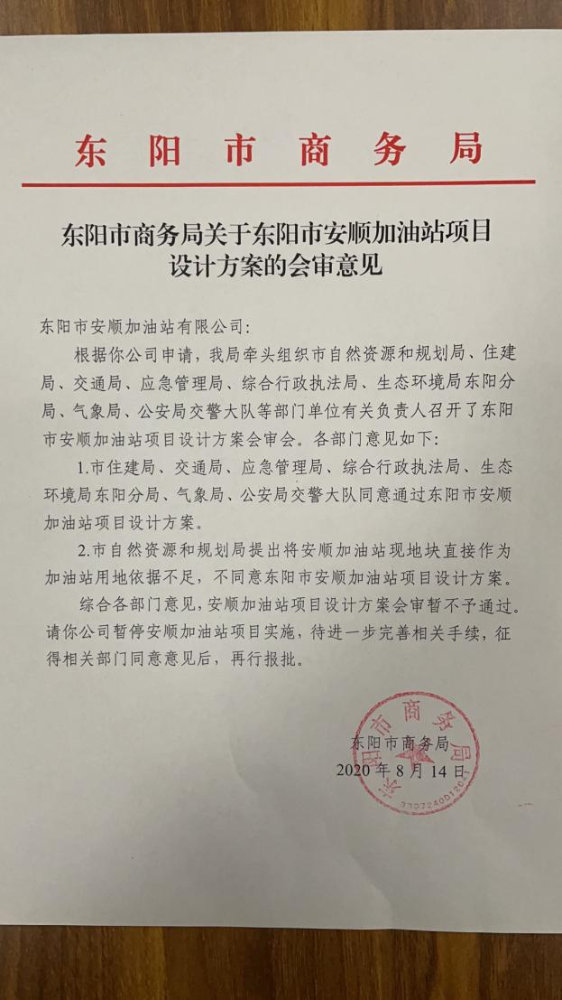 东阳市商务局
东阳市商务局关于东阳市安顺加油站项目
设计方案的会审意见
东阳市安顺加油站有限公司：
根据你公司申请，我局牵头组织市自然资源和规划局、住建
局、交通局、应急管理局、综合行政执法局、生态环境局东阳分
局、气象局、公安局交警大队等部门单位有关负责人召开了东阳
市安顺加油站项目设计方案会审会。各部门意见如下：
1.市住建局、交通局、应急管理局、综合行政执法局、生态
环境局东阳分局、气象局、公安局交警大队同意通过东阳市安顺
加油站项目设计方案。
2.市自然资源和规划局提出将安顺加油站现地块直接作为
加油站用地依据不足，不同意东阳市安顺加油站项目设计方案。
综合各部门意见，安顺加油站项目设计方案会审暂不予通过。
请你公司暂停安顺加油站项目实施，待进一步完善相关手续，征
得相关部门同意意见后，再行报批。
东阳市商务局
2020年8月14日
东阳市商务局